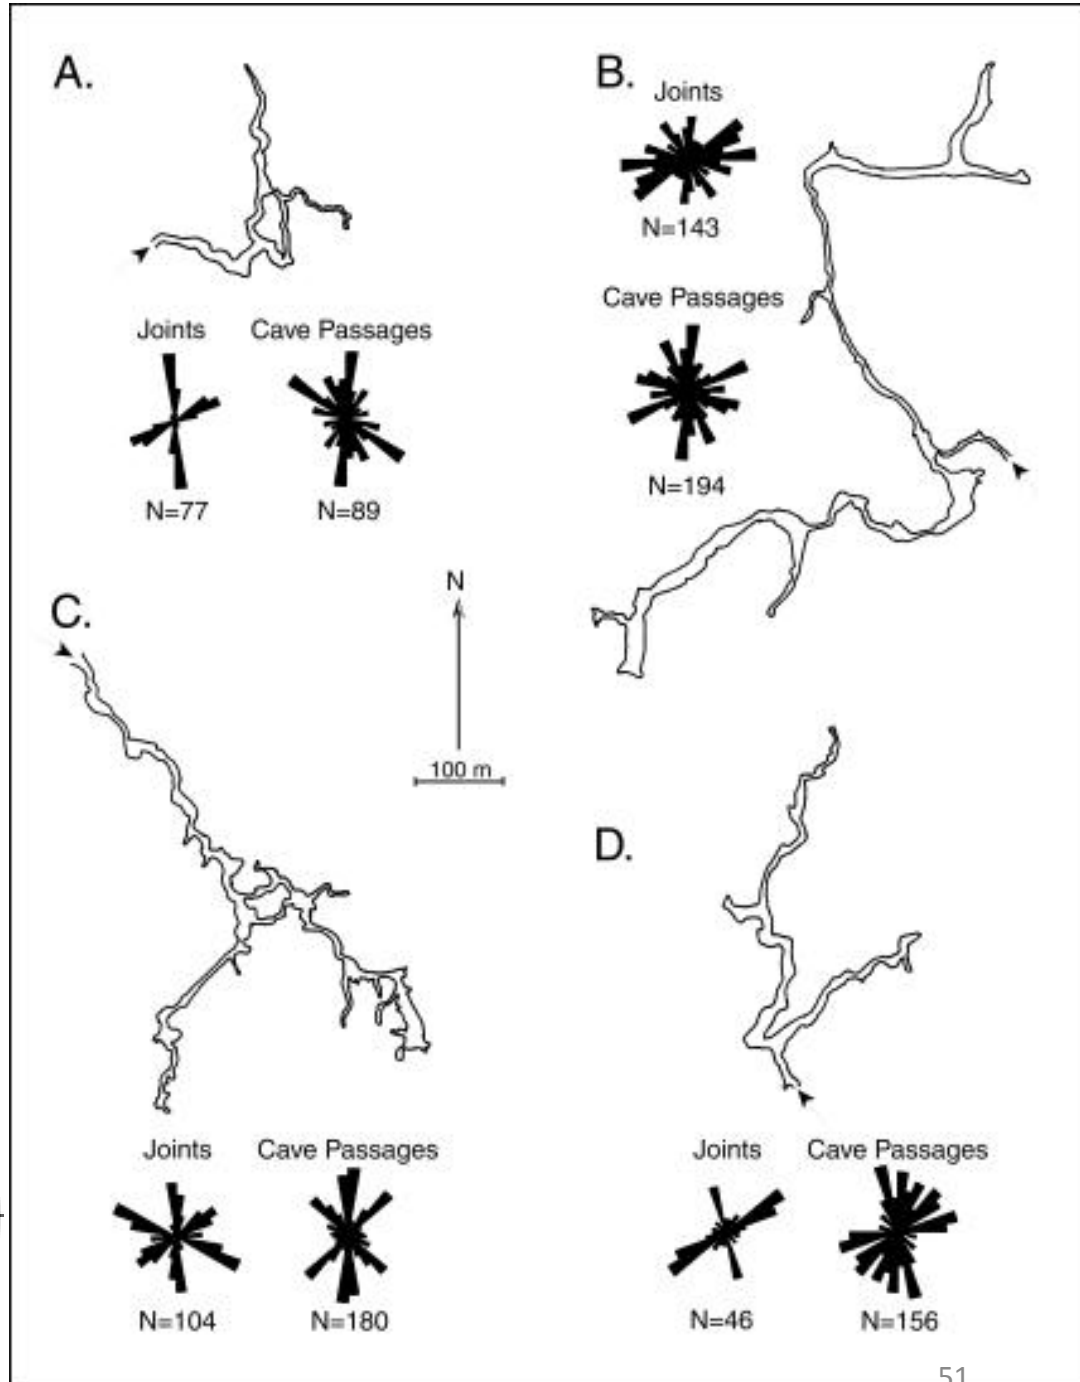 A.
Joints
Cave Passages
N=77
N=89
B.
Joints
N=143
Cave Passages
N=194
C.
N
100 m
Joints
Cave Passages
N=104
N=180
D.
Joints
Cave Passages
N=46
N=156
51